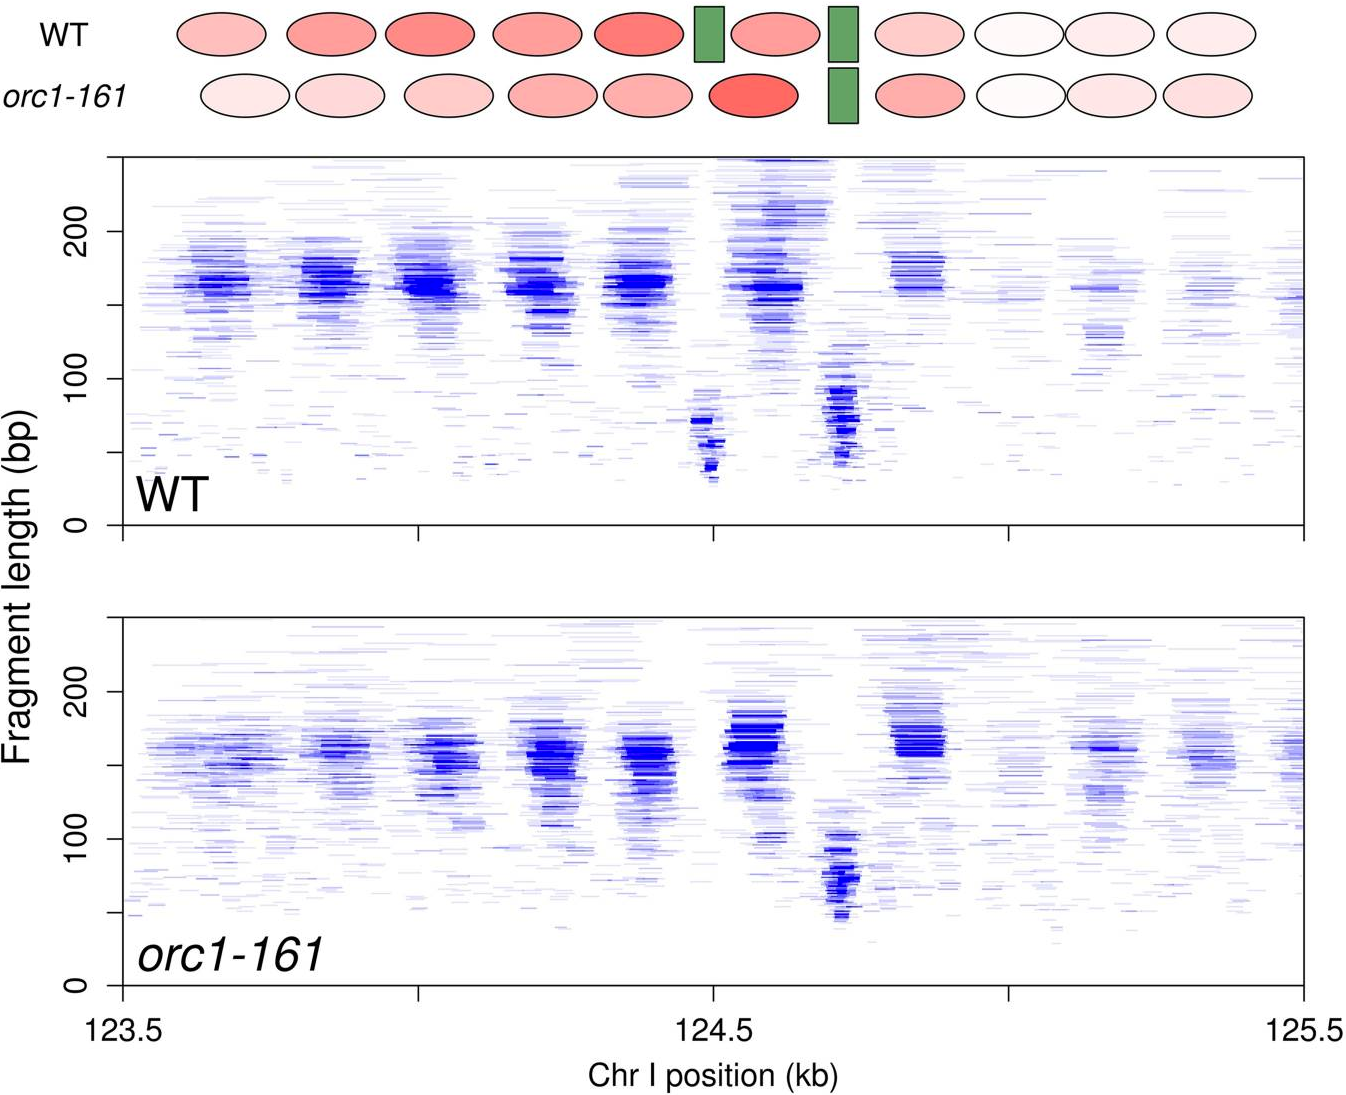 WT
orc1-161
200
100
0
WT
Fragment length (bp)
200
100
0
orc1-161
123.5
124.5
125.5
Chr I position (kb)